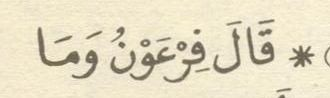 * قَالَ فِرْعَوْنُ وَمَا